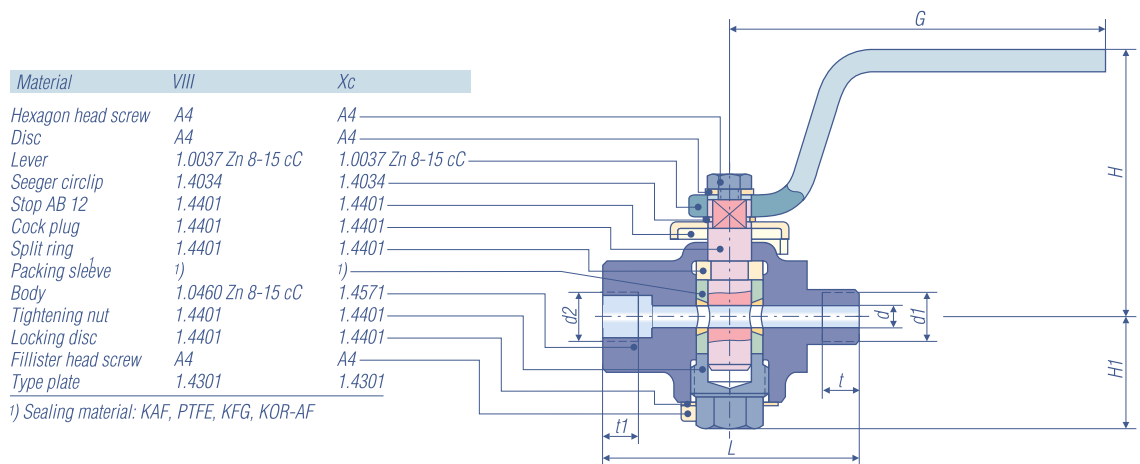 Material VIII Xc
Hexagon head screw A4 A4
Disc A4 A4
Lever 1.0037 Zn 8-15 cC 1.0037 Zn 8-15 cC
Seeger circlip 1.4034 1.4034
Stop AB 12 1.4401 1.4401
Cock plug 1.4401 1.4401
Split ring 1.4401 1.4401
Packing sleeve 1 1) 1)
Body 1.0460 Zn 8-15 cC 1.4571
Tightening nut 1.4401 1.4401
Locking disc 1.4401 1.4401
Fillister head screw A4 A4
Type plate 1.4301 1.4301
1) Sealing material: KAF, PTFE, KFG, KOR-AF
G
H
d2
d
d1
H1
t
t1
L